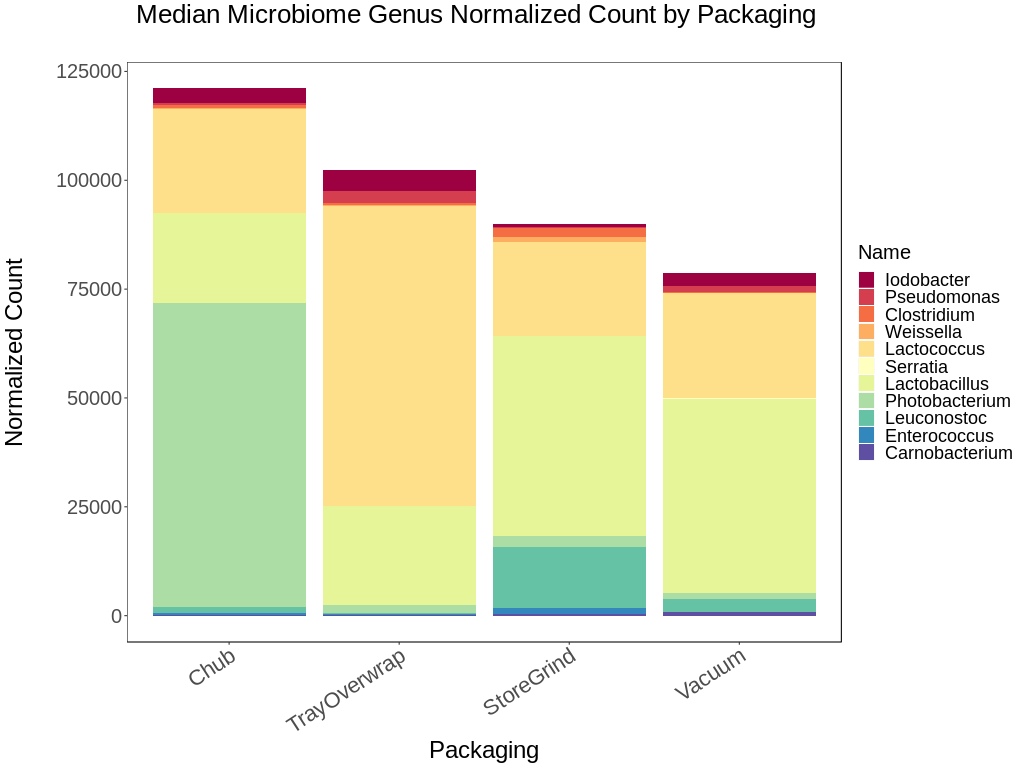 Median Microbiome Genus Normalized Count by Packaging
125000
100000
75000
50000
25000
0
Normalized Count
Chub
TrayOverwrap
StoreGrind
Vacuum
Packaging
Name
Iodobacter
Pseudomonas
Clostridium
Weissella
Lactococcus
Serratia
Lactobacillus
Photobacterium
Leuconostoc
Enterococcus
Carnobacterium